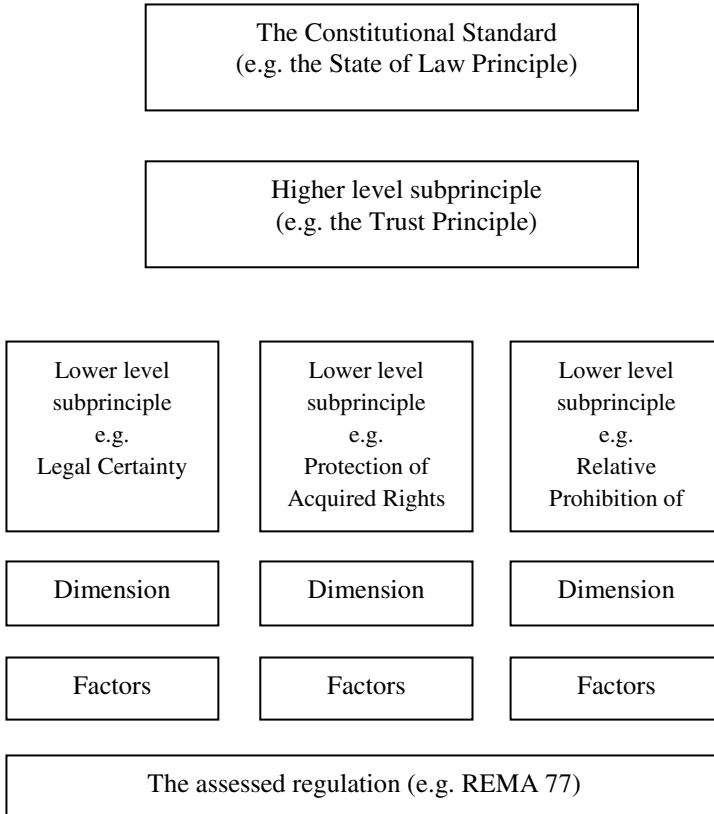 The Constitutional Standard
(e.g. the State of Law Principle)
Higher level subprinciple
(e.g. the Trust Principle)
Lower level
subprinciple
e.g.
Legal Certainty
Lower level
subprinciple
e.g.
Protection of
Acquired Rights
Lower level
subprinciple
e.g.
Relative
Prohibition of
Dimension
Dimension
Dimension
Factors
Factors
Factors
The assessed regulation (e.g. REMA 77)